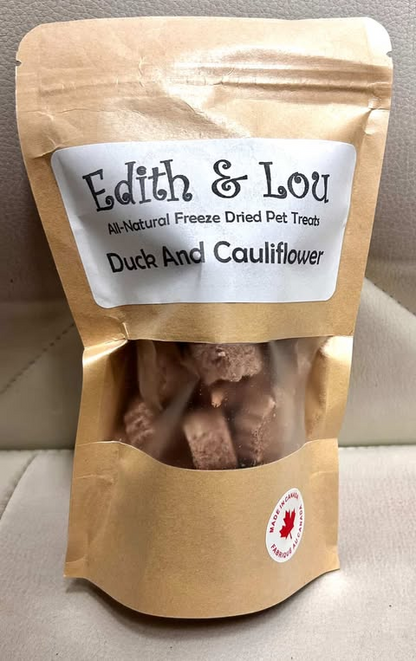 Edith & Lou
All-Natural Freeze Dried Pet Treats
Duck And Cauliflower
MADE IN CANADA
FABRIQUÉ AU CANADA